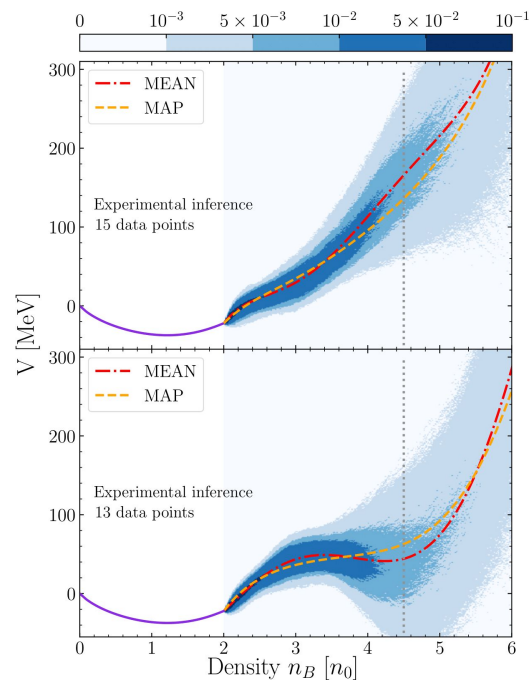 0 10⁻³ 5 × 10⁻³ 10⁻² 5 × 10⁻² 10⁻¹
300
MEAN
MAP
200
Experimental inference
15 data points
100
0
V [MeV]
300
MEAN
MAP
200
Experimental inference
13 data points
100
0
0 1 2 3 4 5 6
Density n_B [n_0]